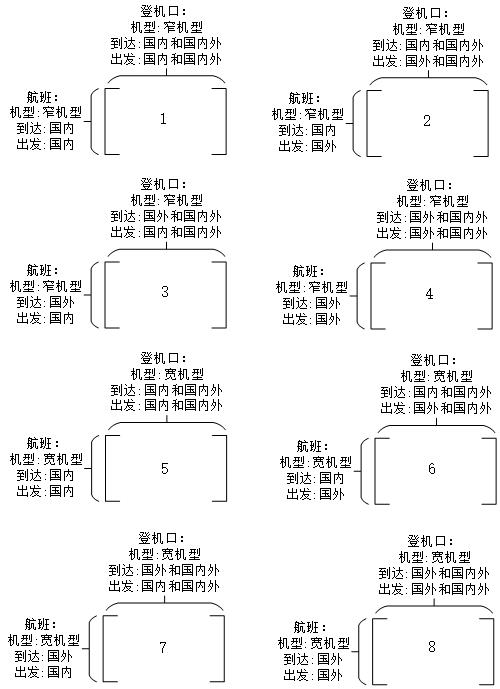 登机口：
机型：窄机型
到达：国内和国内外
出发：国内和国内外
航班：
机型：窄机型
到达：国内
出发：国内
1
登机口：
机型：窄机型
到达：国内和国内外
出发：国外和国内外
航班：
机型：窄机型
到达：国内
出发：国外
2
登机口：
机型：窄机型
到达：国外和国内外
出发：国内和国内外
航班：
机型：窄机型
到达：国外
出发：国内
3
登机口：
机型：窄机型
到达：国外和国内外
出发：国外和国内外
航班：
机型：窄机型
到达：国外
出发：国外
4
登机口：
机型：宽机型
到达：国内和国内外
出发：国内和国内外
航班：
机型：宽机型
到达：国内
出发：国内
5
登机口：
机型：宽机型
到达：国内和国内外
出发：国外和国内外
航班：
机型：宽机型
到达：国内
出发：国外
6
登机口：
机型：宽机型
到达：国外和国内外
出发：国内和国内外
航班：
机型：宽机型
到达：国外
出发：国内
7
登机口：
机型：宽机型
到达：国外和国内外
出发：国外和国内外
航班：
机型：宽机型
到达：国外
出发：国外
8